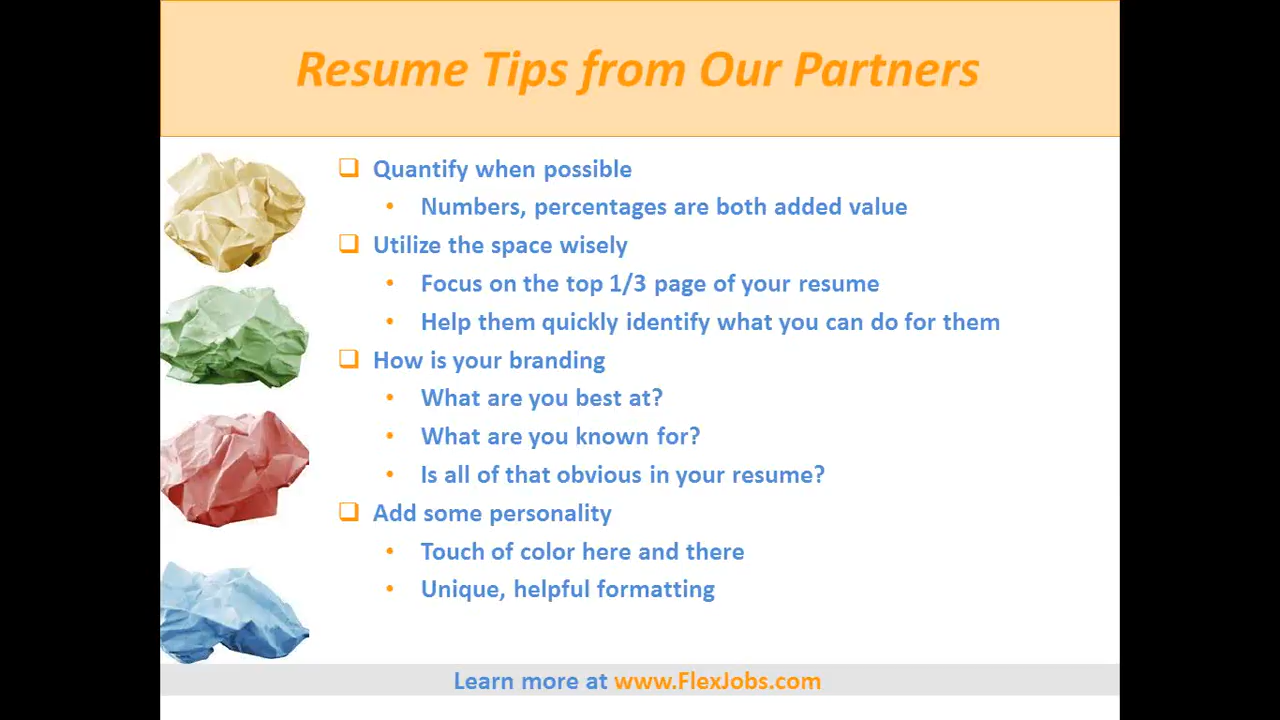 Resume Tips from Our Partners
❑ Quantify when possible
• Numbers, percentages are both added value
❑ Utilize the space wisely
• Focus on the top 1/3 page of your resume
• Help them quickly identify what you can do for them
❑ How is your branding
• What are you best at?
• What are you known for?
• Is all of that obvious in your resume?
❑ Add some personality
• Touch of color here and there
• Unique, helpful formatting
Learn more at www.FlexJobs.com